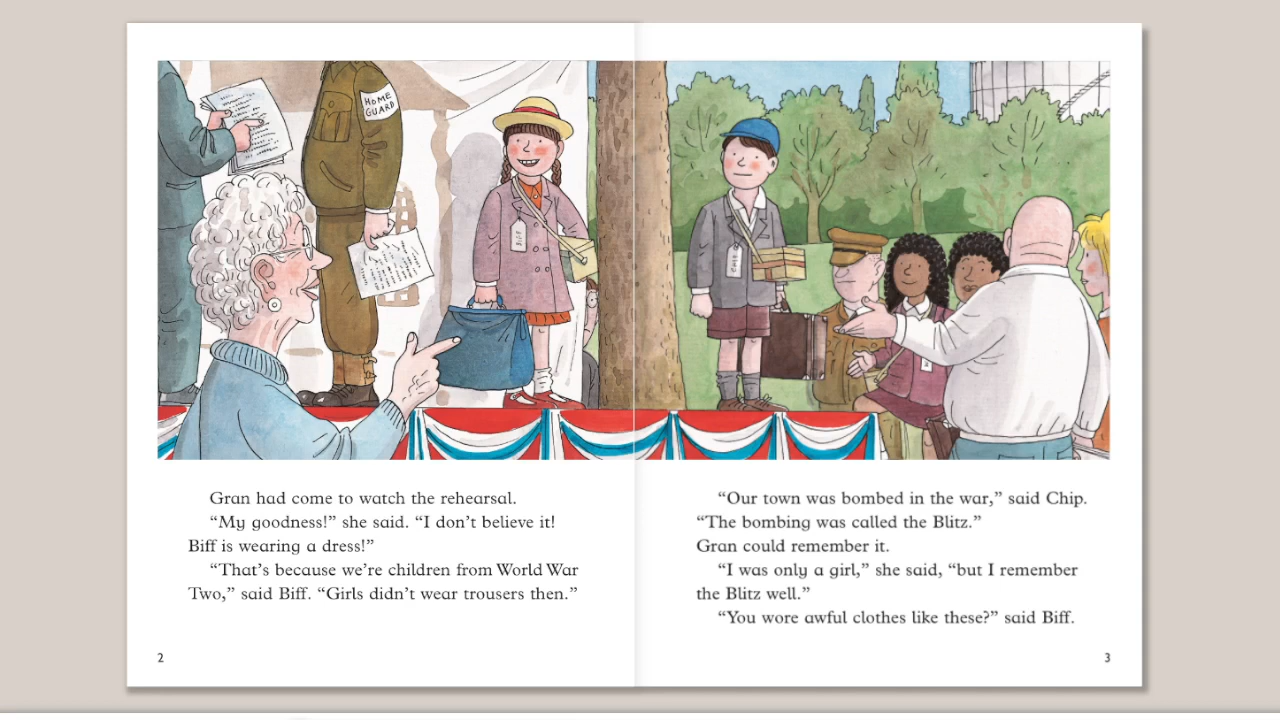 HOME
GUARD
Gran had come to watch the rehearsal.
“My goodness!” she said. “I don’t believe it!
Biff is wearing a dress!”
“That’s because we’re children from World War
Two,” said Biff. “Girls didn’t wear trousers then.”
2
“Our town was bombed in the war,” said Chip.
“The bombing was called the Blitz.”
Gran could remember it.
“I was only a girl,” she said, “but I remember
the Blitz well.”
“You wore awful clothes like these?” said Biff.
3